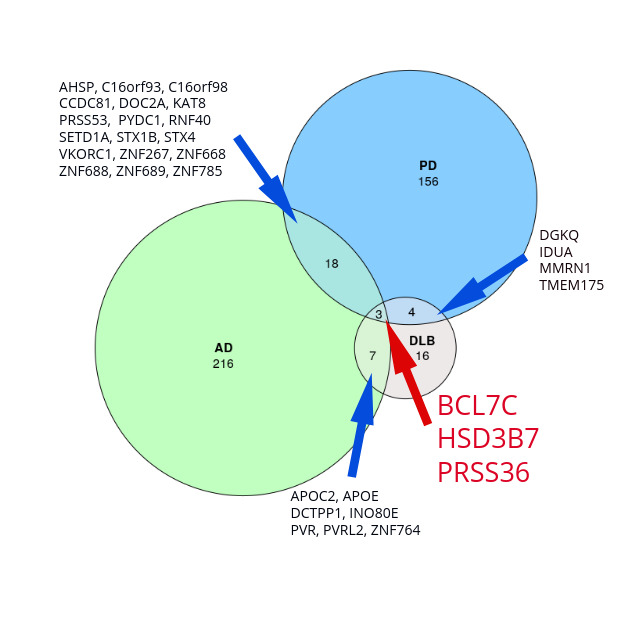 AHSP, C16orf93, C16orf98
CCDC81, DOC2A, KAT8
PRSS53, PYDC1, RNF40
SETD1A, STX1B, STX4
VKORC1, ZNF267, ZNF668
ZNF688, ZNF689, ZNF785
PD
156
DGKQ
IDUA
MMRN1
TMEM175
18
3
4
AD
216
7
DLB
16
BCL7C
HSD3B7
PRSS36
APOC2, APOE
DCTPP1, INO80E
PVR, PVRL2, ZNF764